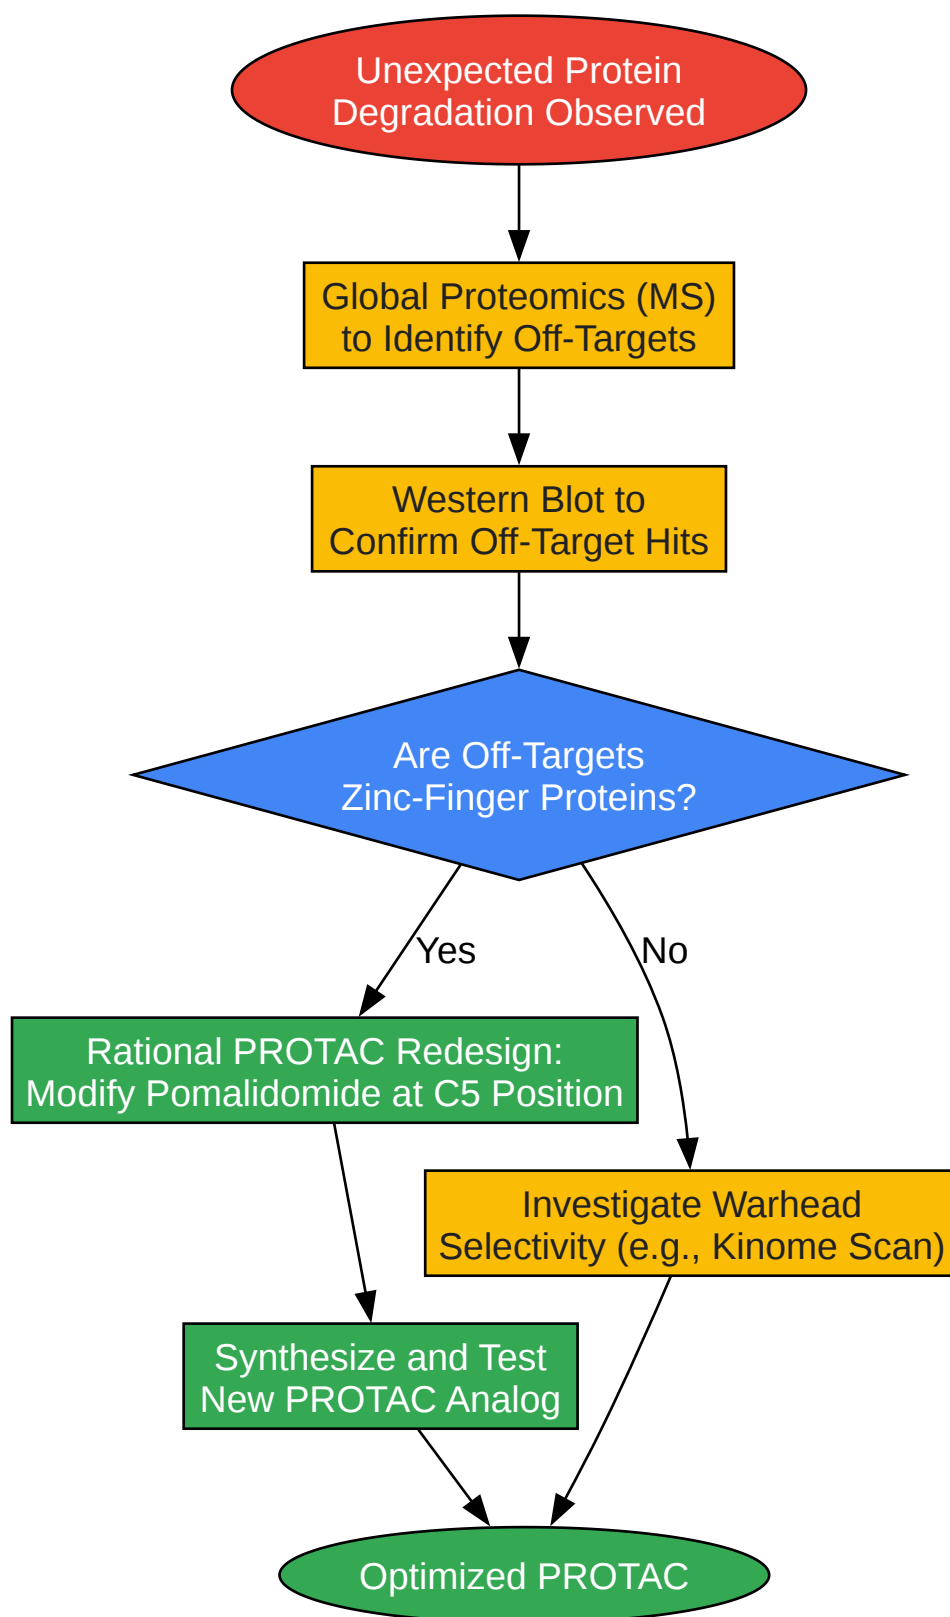 Unexpected Protein
Degradation Observed
Global Proteomics (MS)
to Identify Off-Targets
Western Blot to
Confirm Off-Target Hits
Are Off-Targets
Zinc-Finger Proteins?
Yes
No
Rational PROTAC Redesign:
Modify Pomalidomide at C5 Position
Investigate Warhead
Selectivity (e.g., Kinome Scan)
Synthesize and Test
New PROTAC Analog
Optimized PROTAC